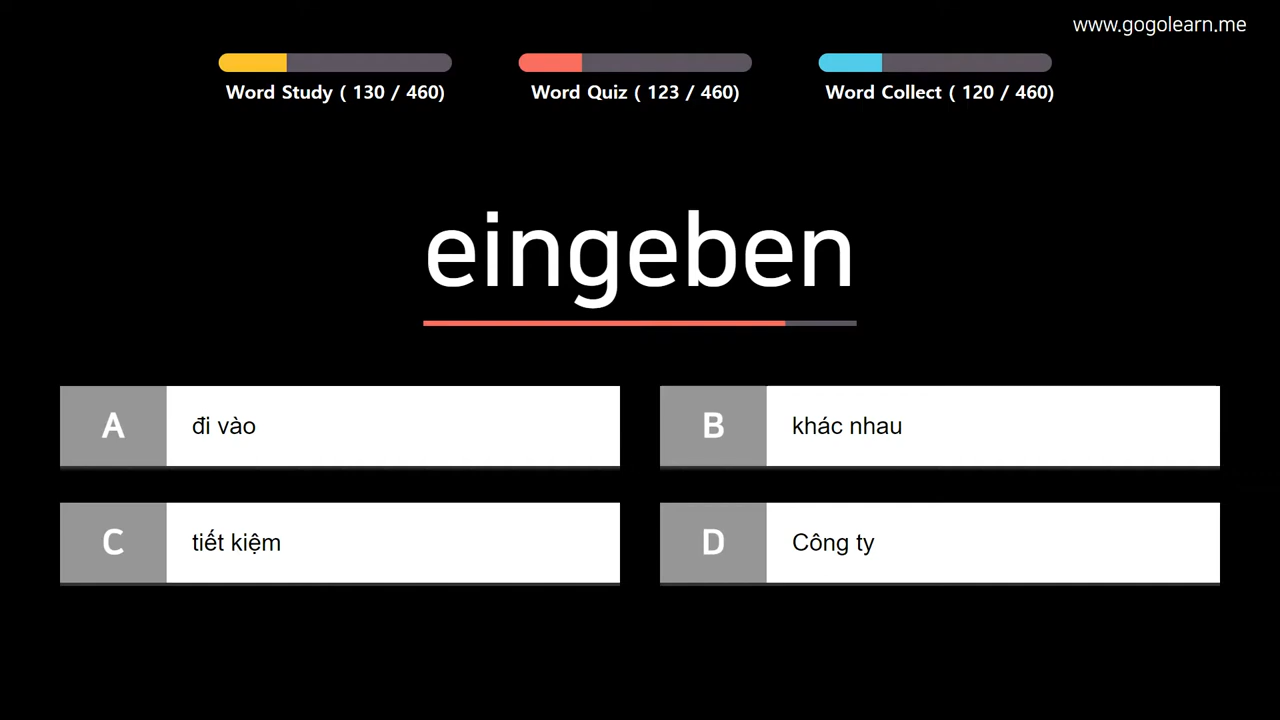 www.gogolearn.me
Word Study ( 130 / 460)
Word Quiz ( 123 / 460)
Word Collect ( 120 / 460)
eingeben
A đi vào
B khác nhau
C tiết kiệm
D Công ty